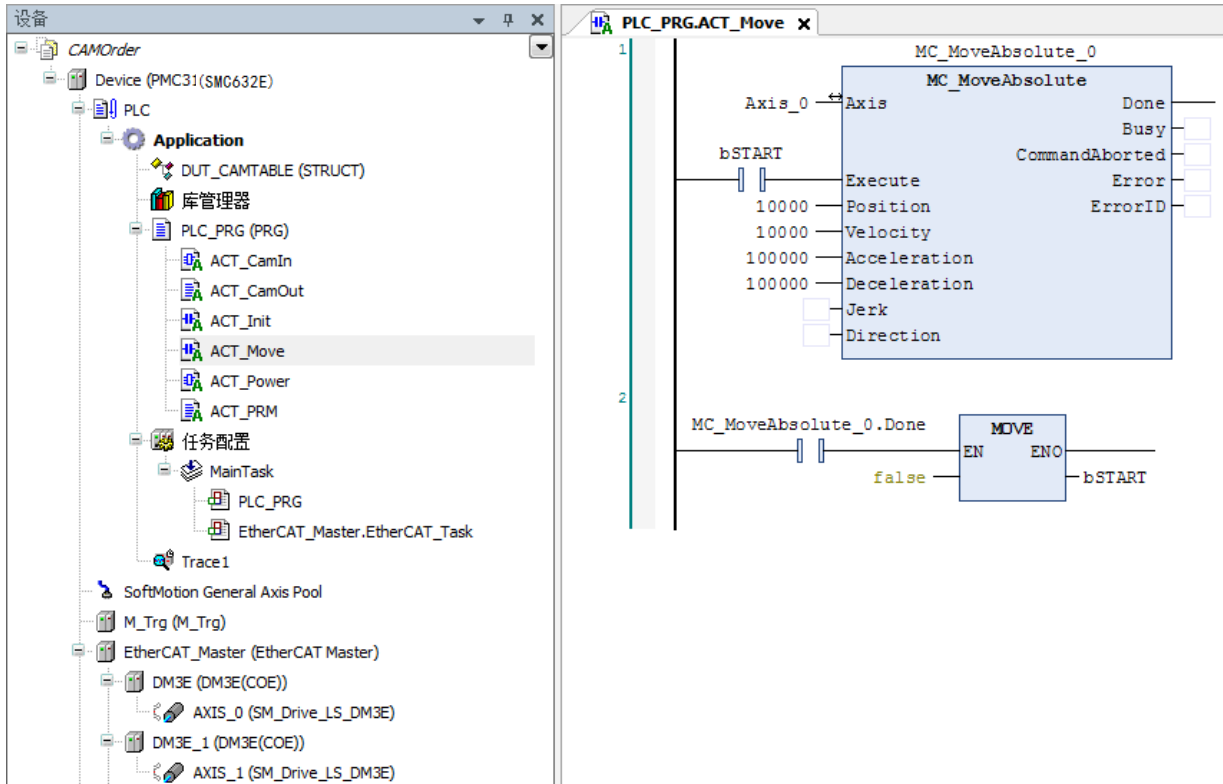 设备
CAMOrder
Device (PMC31(SMG632E)
PLC
Application
DUT_CAMTABLE (STRUCT)
库管理器
PLC_PRG (PRG)
ACT_CamIn
ACT_CamOut
ACT_Init
ACT_Move
ACT_Power
ACT_PRM
任务配置
MainTask
PLC_PRG
EtherCAT_Master.EtherCAT_Task
Trace1
SoftMotion General Axis Pool
M_Trg (M_Trg)
EtherCAT_Master (EtherCAT Master)
DM3E (DM3E(COE))
AXIS_0 (SM_Drive_LS_DM3E)
DM3E_1 (DM3E(COE))
AXIS_1 (SM_Drive_LS_DM3E)
PLC_PRG.ACT_Move
1
MC_MoveAbsolute_0
MC_MoveAbsolute
Axis_0 Axis Done
Busy
bSTART CommandAborted
Execute Error
10000 Position ErrorID
10000 Velocity
100000 Acceleration
100000 Deceleration
Jerk
Direction
2
MC_MoveAbsolute_0.Done MOVE
EN ENO
false bSTART